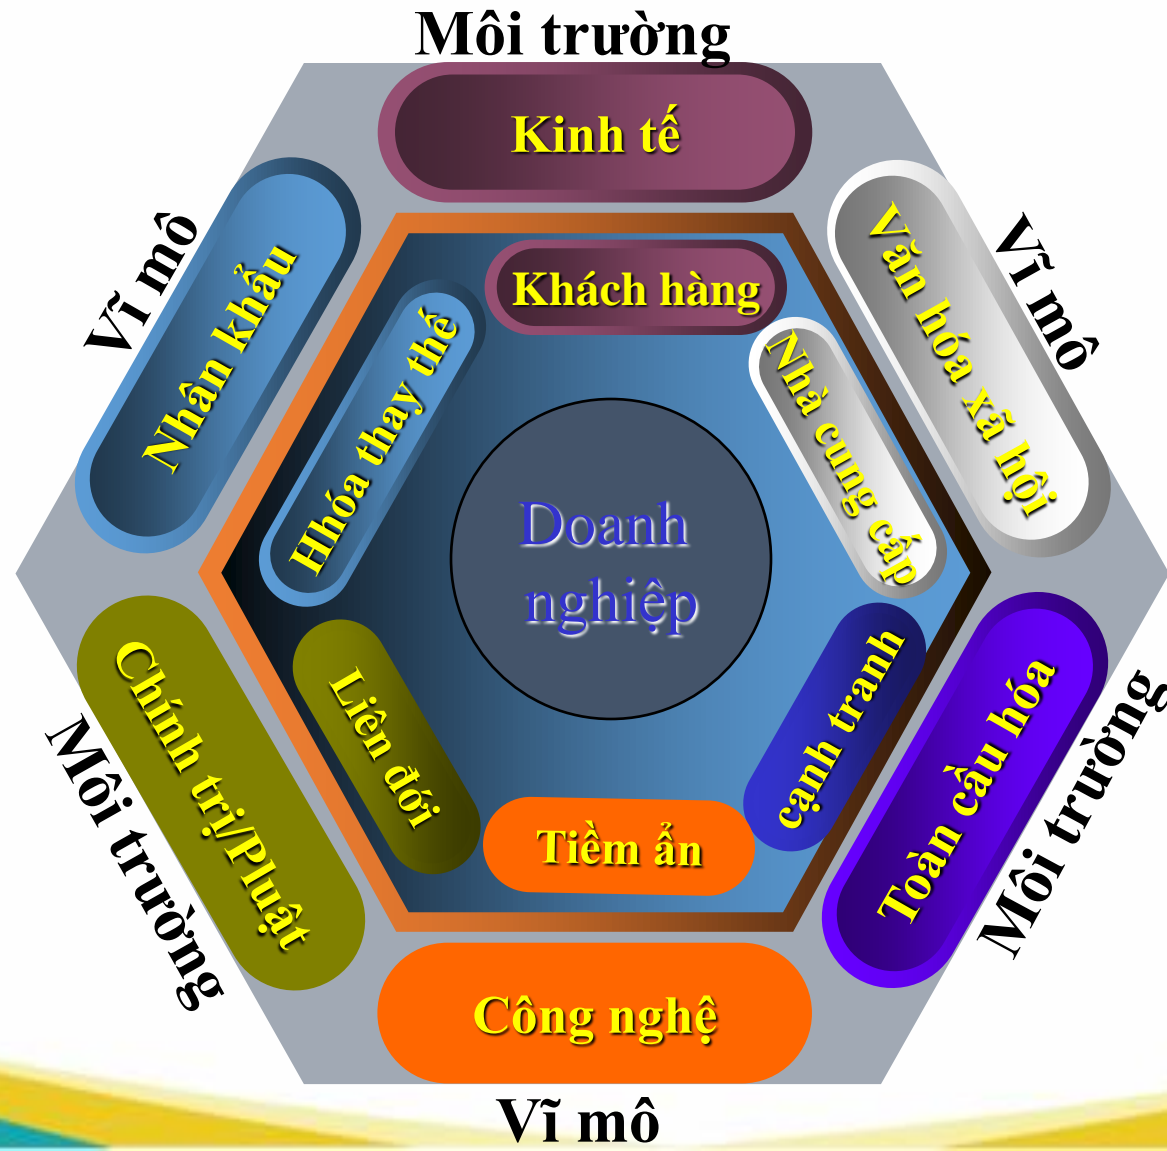 Môi trường
Kinh tế
Vĩ mô
Nhân khẩu
Văn hóa xã hội
Vĩ mô
Khách hàng
Hhóa thay thế
Nhà cung cấp
Doanh
nghiệp
Liên đới
cạnh tranh
Tiềm ẩn
Chính trị/Pluật
Toàn cầu hóa
Môi trường
Môi trường
Công nghệ
Vĩ mô